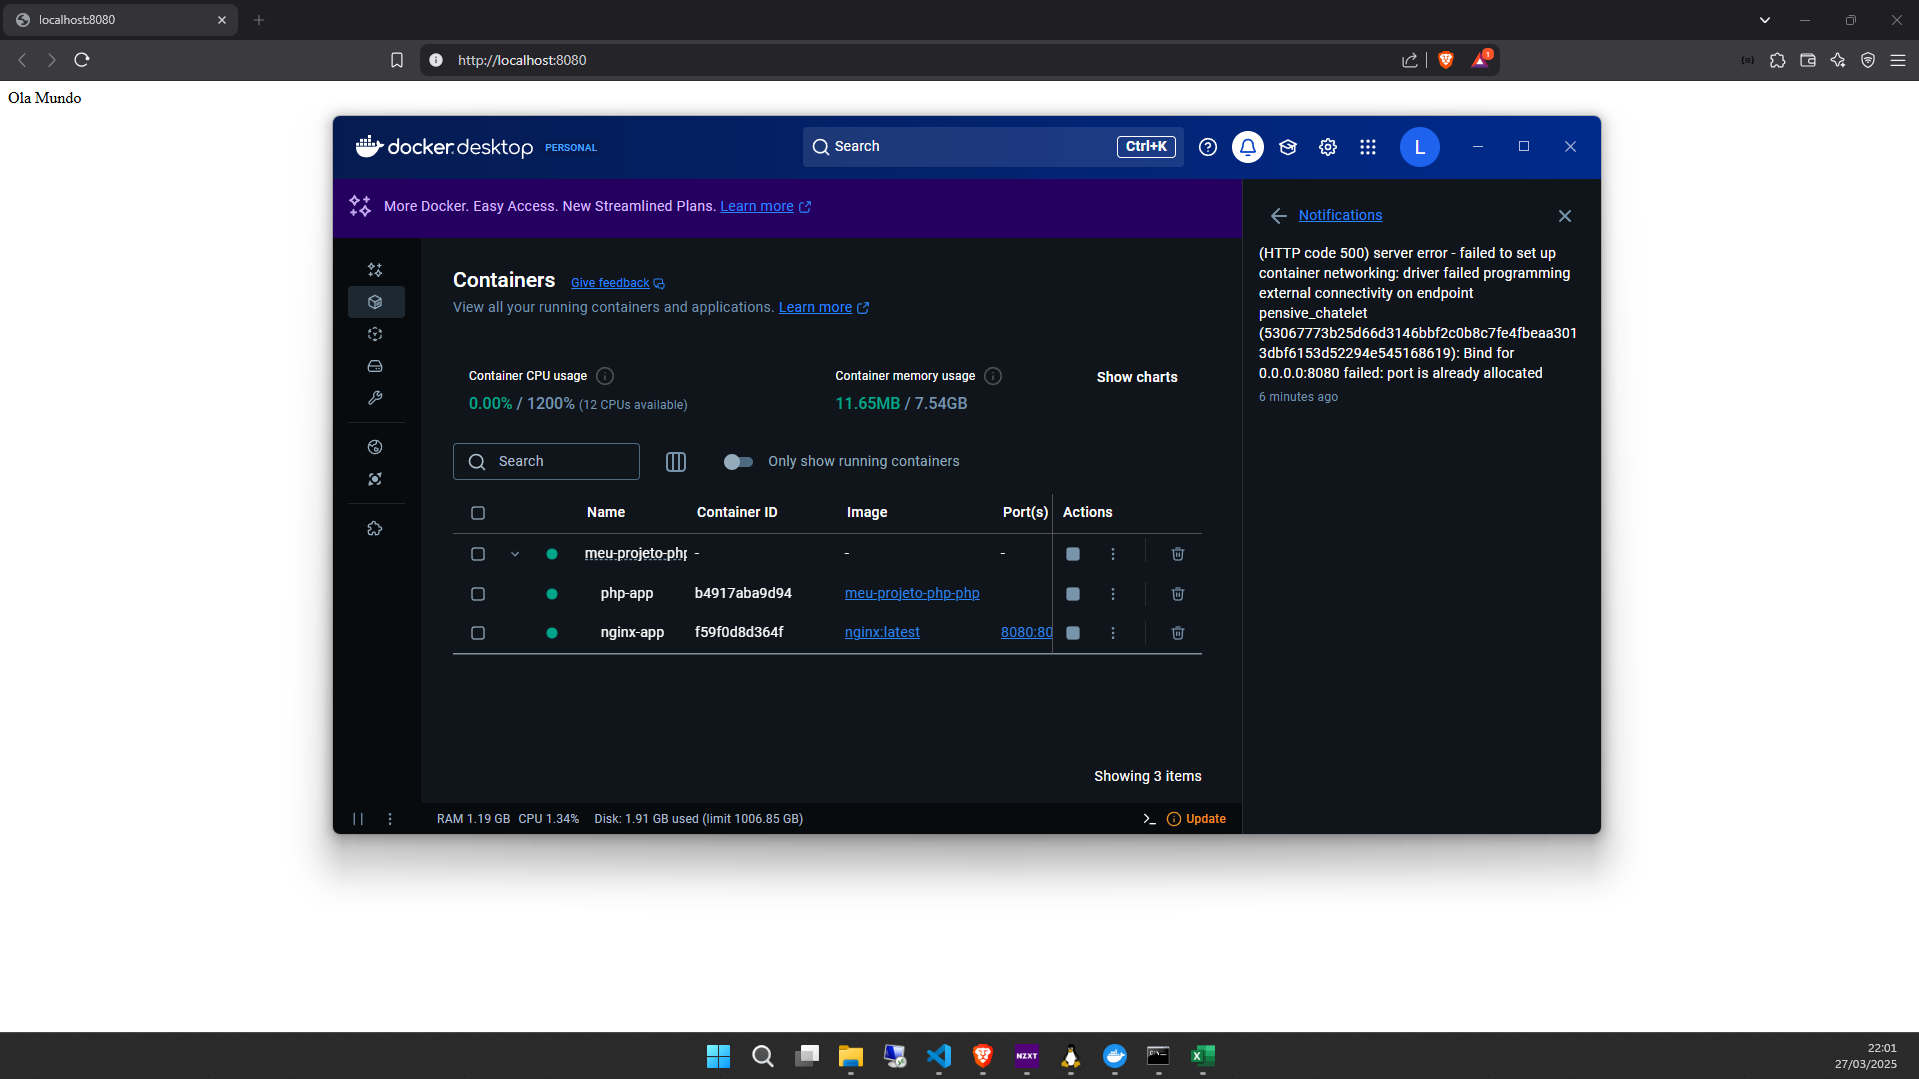 localhost:8080
http://localhost:8080
1
Ola Mundo
docker.desktop PERSONAL
Search
Ctrl+K
L
More Docker. Easy Access. New Streamlined Plans. Learn more
Containers Give feedback
View all your running containers and applications. Learn more
Container CPU usage
0.00% / 1200% (12 CPUs available)
Container memory usage
11.65MB / 7.54GB
Show charts
Search
Only show running containers
Name Container ID Image Port(s) Actions
meu-projeto-php - - -
php-app b4917aba9d94 meu-projeto-php-php
nginx-app f59f0d8d364f nginx:latest 8080:80
Showing 3 items
RAM 1.19 GB CPU 1.34% Disk: 1.91 GB used (limit 1006.85 GB)
>_ Update
Notifications
(HTTP code 500) server error - failed to set up
container networking: driver failed programming
external connectivity on endpoint
pensive_chatelet
(53067773b25d66d3146bbf2c0b8c7fe4fbeaa301
3dbf6153d52294e545168619): Bind for
0.0.0.0:8080 failed: port is already allocated
6 minutes ago
NZXT
22:01
27/03/2025